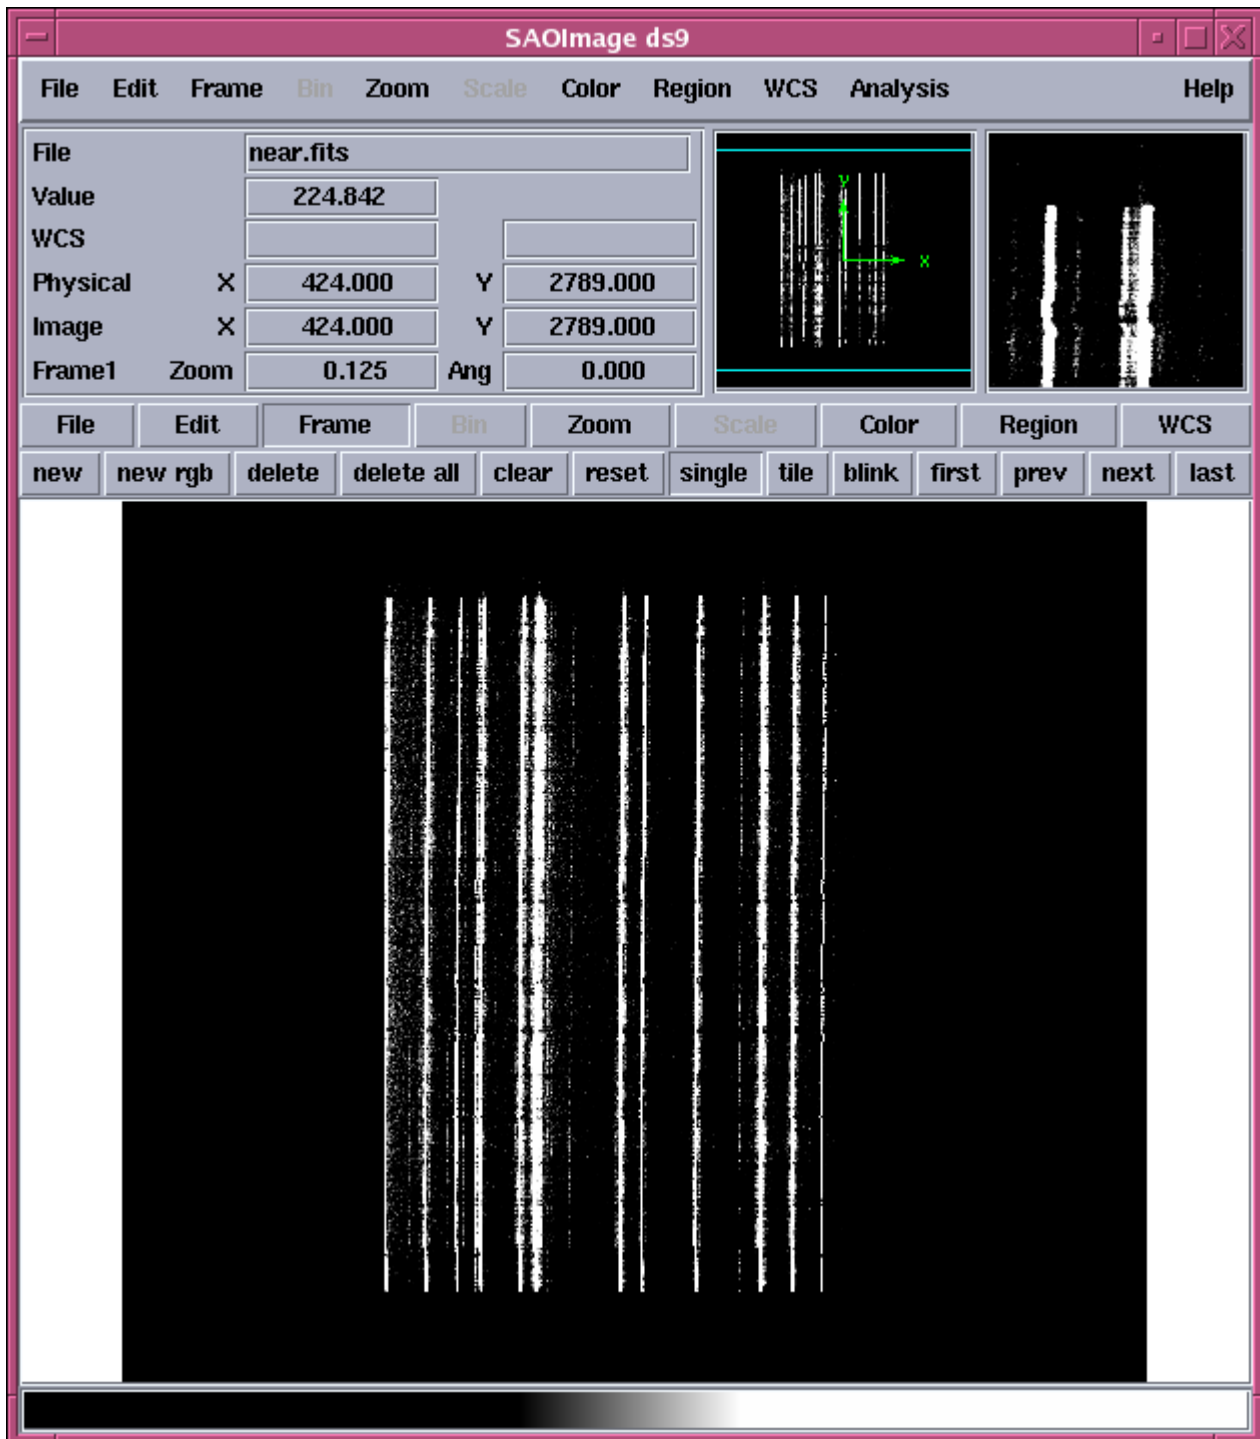 SAOImage ds9
File Edit Frame Bin Zoom Scale Color Region WCS Analysis Help
File near.fits
Value 224.842
WCS
Physical X 424.000 Y 2789.000
Image X 424.000 Y 2789.000
Frame1 Zoom 0.125 Ang 0.000
Y
X
File Edit Frame Bin Zoom Scale Color Region WCS
new new rgb delete delete all clear reset single tile blink first prev next last